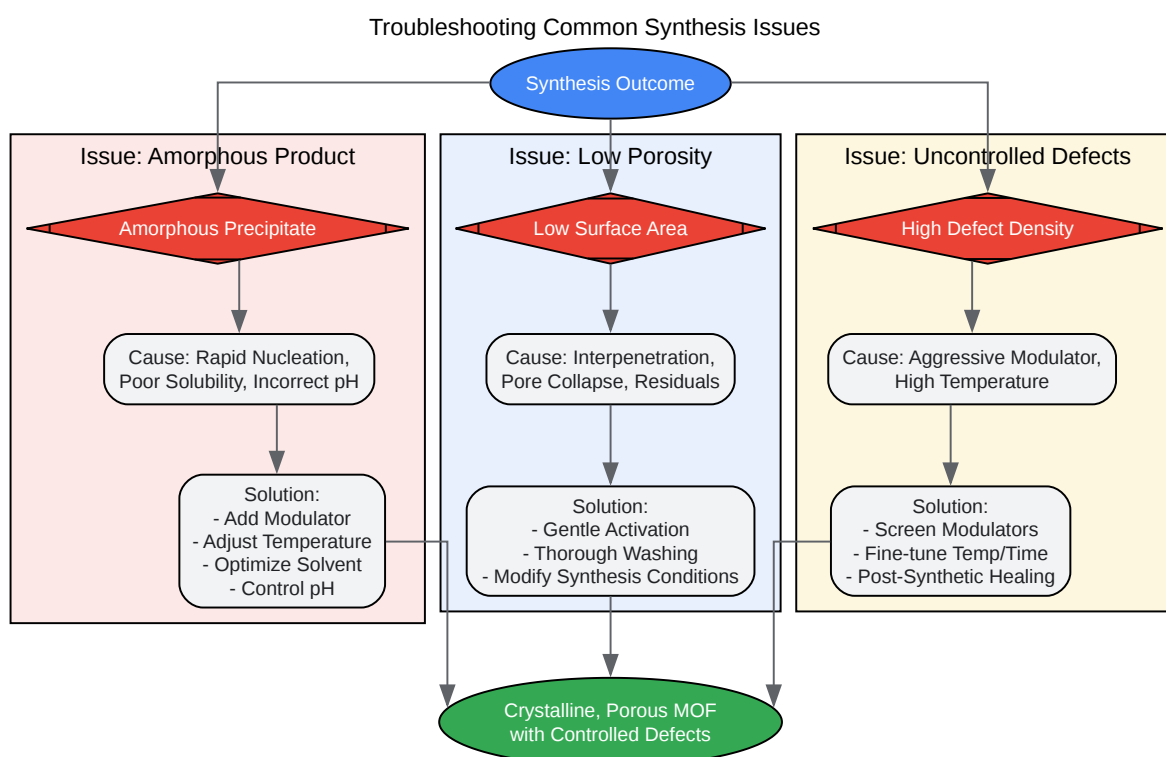 Troubleshooting Common Synthesis Issues
Synthesis Outcome
Issue: Amorphous Product
Amorphous Precipitate
Cause: Rapid Nucleation,
Poor Solubility, Incorrect pH
Solution:
- Add Modulator
- Adjust Temperature
- Optimize Solvent
- Control pH
Issue: Low Porosity
Low Surface Area
Cause: Interpenetration,
Pore Collapse, Residuals
Solution:
- Gentle Activation
- Thorough Washing
- Modify Synthesis Conditions
Issue: Uncontrolled Defects
High Defect Density
Cause: Aggressive Modulator,
High Temperature
Solution:
- Screen Modulators
- Fine-tune Temp/Time
- Post-Synthetic Healing
Crystalline, Porous MOF
with Controlled Defects